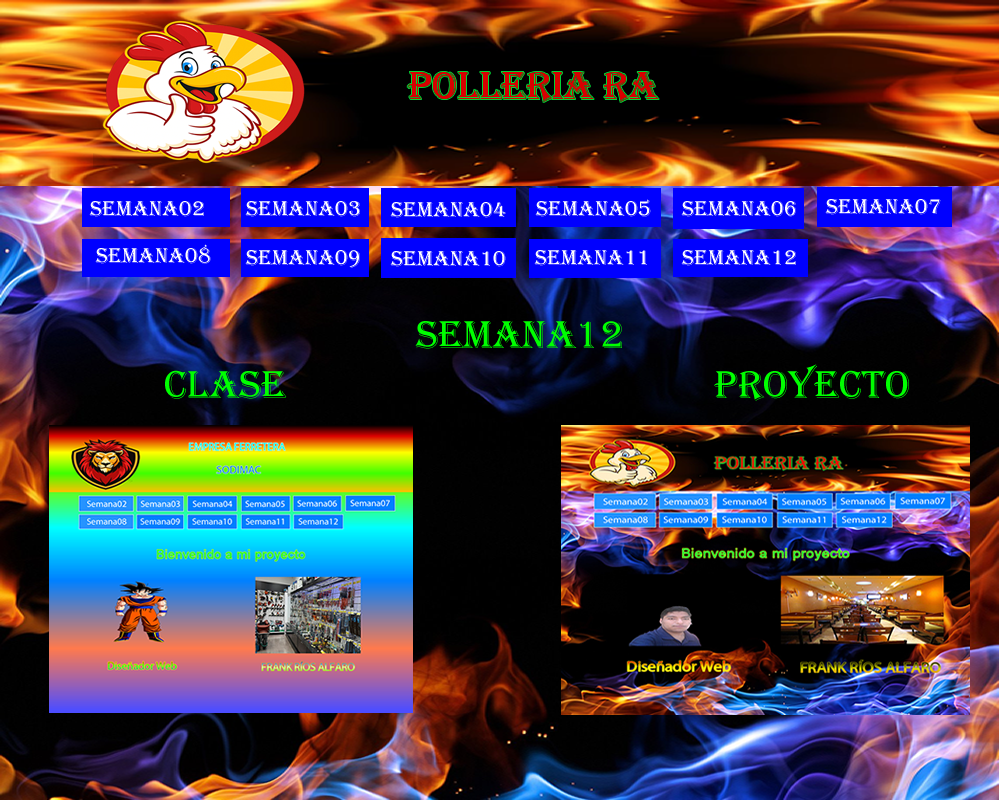 POLLERIA RA
SEMANA02 SEMANA03 SEMANA04 SEMANA05 SEMANA06 SEMANA07
SEMANA08 SEMANA09 SEMANA10 SEMANA11 SEMANA12
SEMANA12
CLASE PROYECTO
EMPRESA FERRETERA
SODIMAC
Semana02 Semana03 Semana04 Semana05 Semana06 Semana07
Semana08 Semana09 Semana10 Semana11 Semana12
Bienvenido a mi proyecto
Diseñador Web FRANK RÍOS ALFARO
POLLERIA RA
Semana02 Semana03 Semana04 Semana05 Semana06 Semana07
Semana08 Semana09 Semana10 Semana11 Semana12
Bienvenido a mi proyecto
Diseñador Web FRANK RÍOS ALFARO